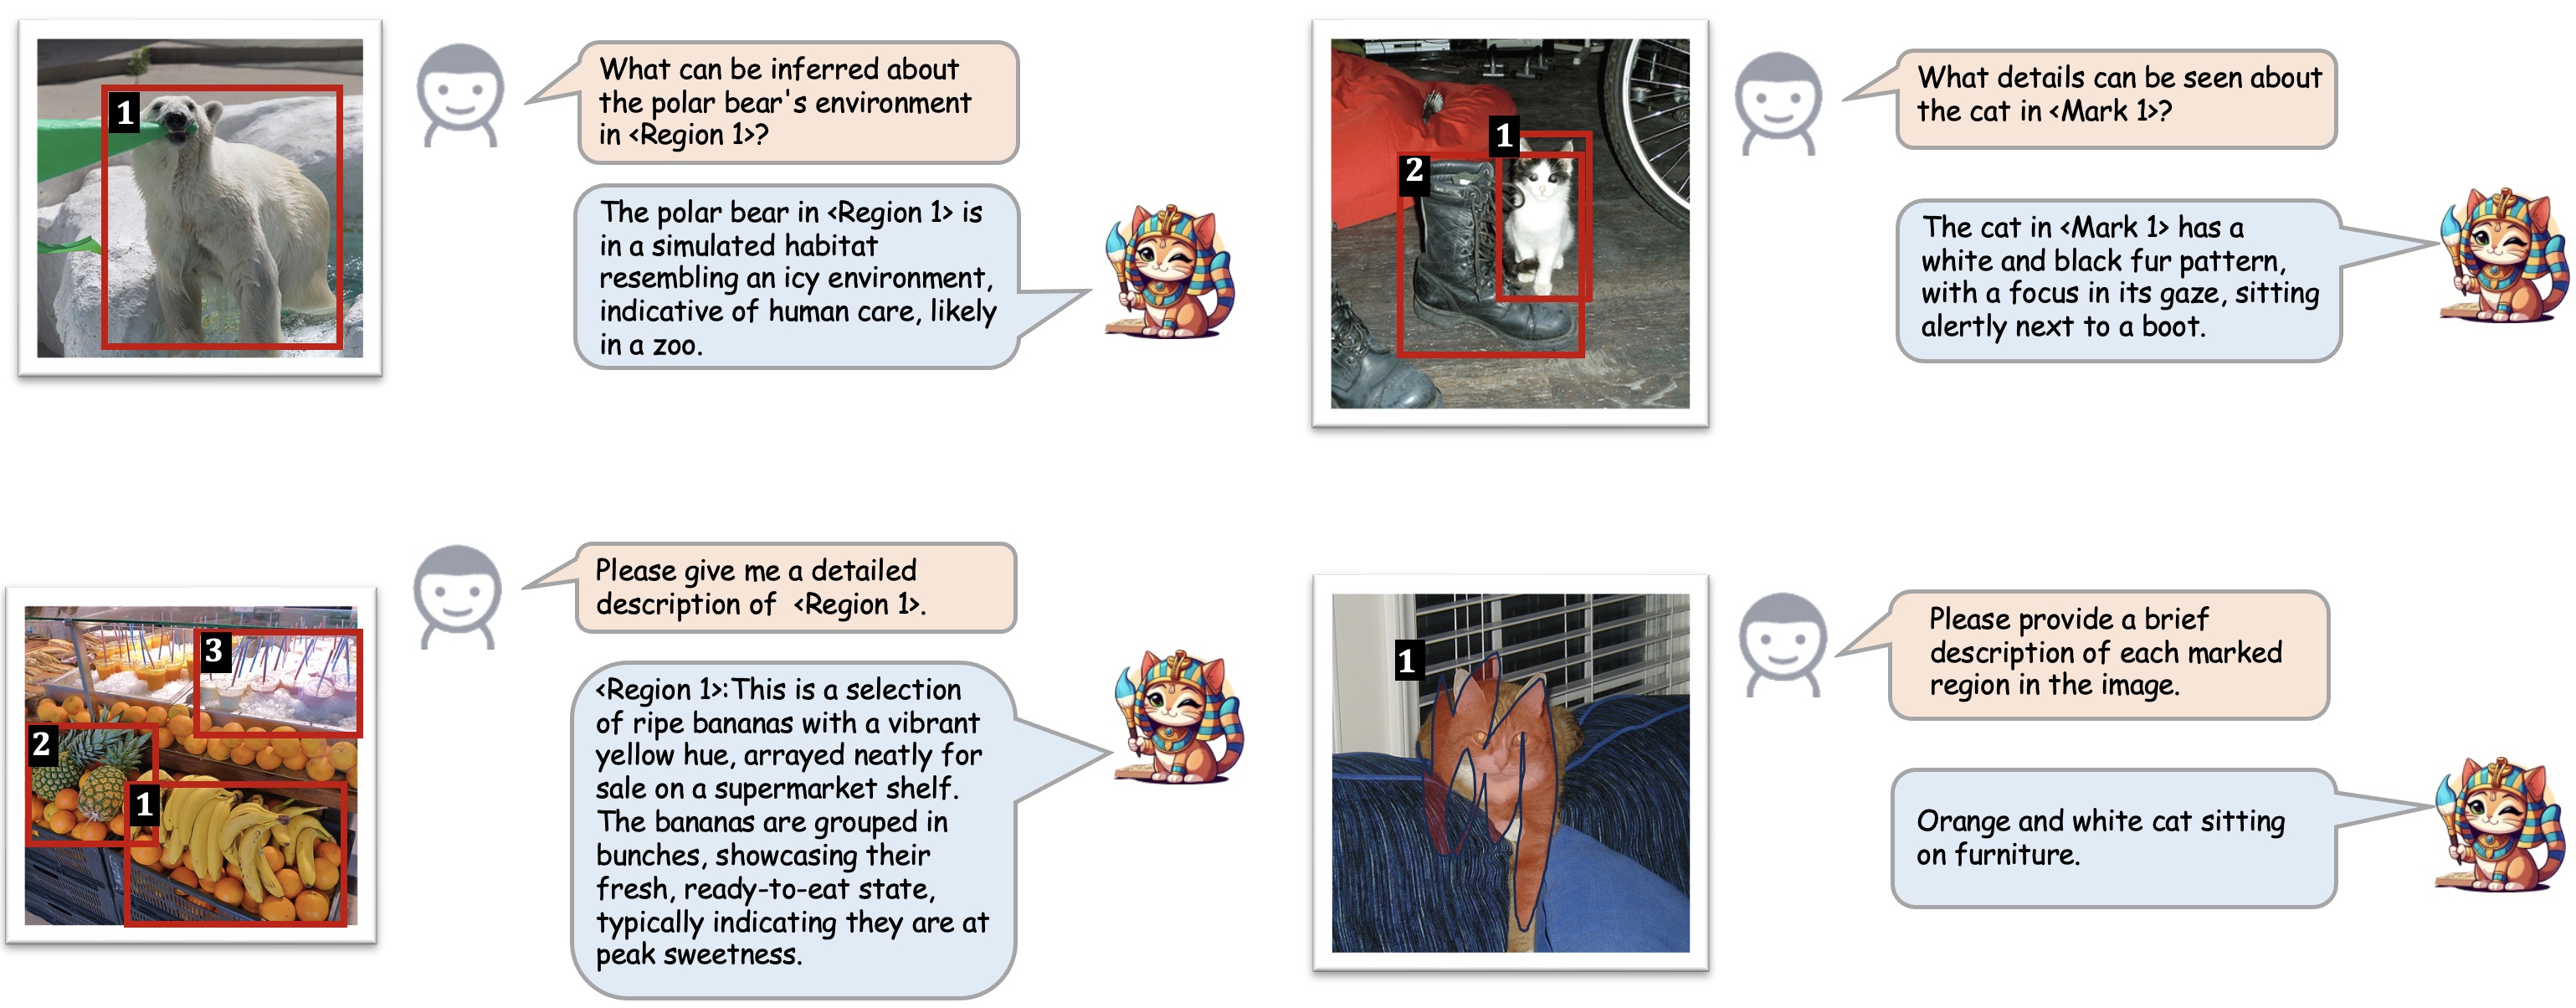 1
What can be inferred about
the polar bear's environment
in <Region 1>?
The polar bear in <Region 1> is
in a simulated habitat
resembling an icy environment,
indicative of human care, likely
in a zoo.
1
2
What details can be seen about
the cat in <Mark 1>?
The cat in <Mark 1> has a
white and black fur pattern,
with a focus in its gaze, sitting
alertly next to a boot.
3
2
1
Please give me a detailed
description of <Region 1>.
<Region 1>:This is a selection
of ripe bananas with a vibrant
yellow hue, arrayed neatly for
sale on a supermarket shelf.
The bananas are grouped in
bunches, showcasing their
fresh, ready-to-eat state,
typically indicating they are at
peak sweetness.
1
Please provide a brief
description of each marked
region in the image.
Orange and white cat sitting
on furniture.